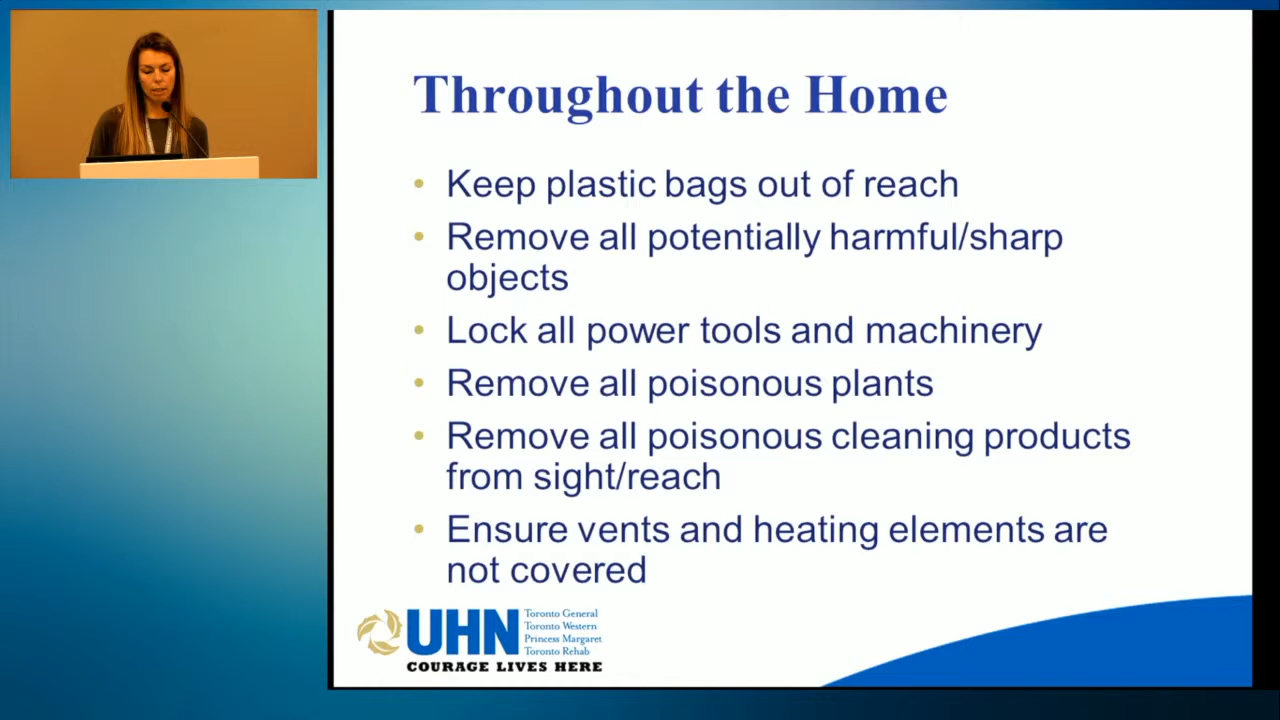 Throughout the Home
• Keep plastic bags out of reach
• Remove all potentially harmful/sharp
objects
• Lock all power tools and machinery
• Remove all poisonous plants
• Remove all poisonous cleaning products
from sight/reach
• Ensure vents and heating elements are
not covered
UHN
Toronto General
Toronto Western
Princess Margaret
Toronto Rehab
COURAGE LIVES HERE